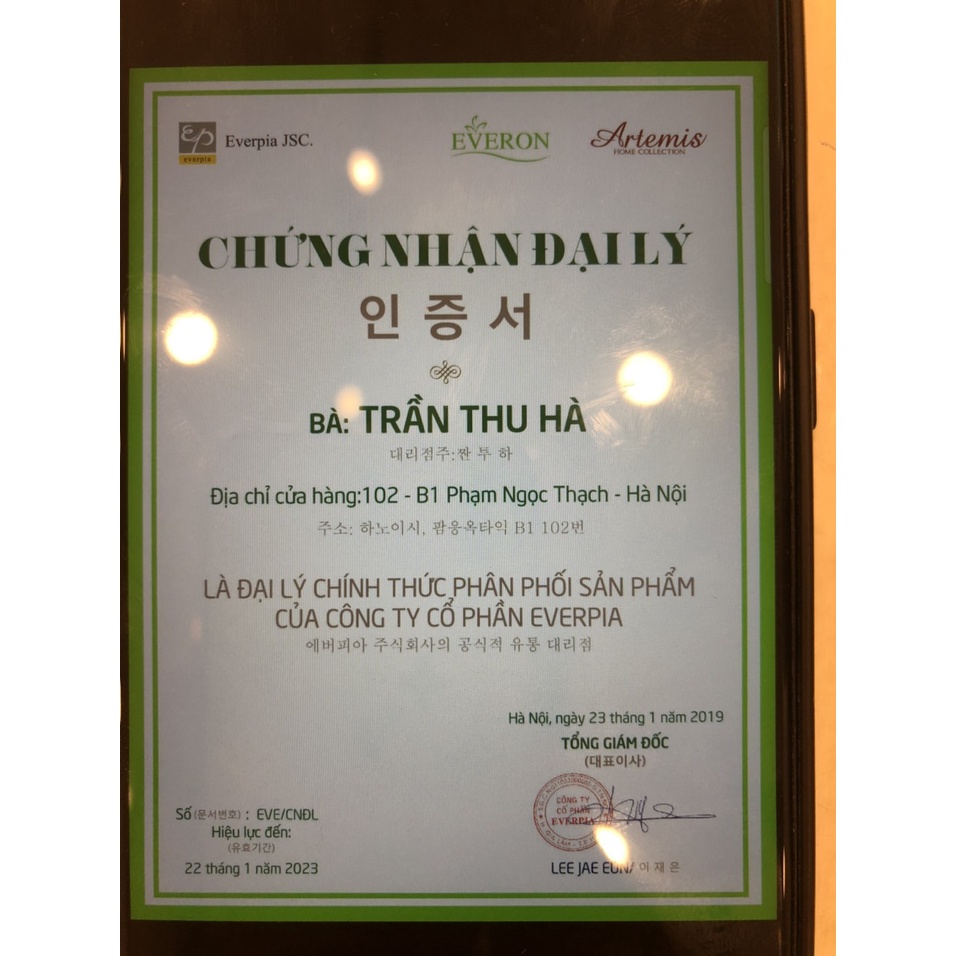 Everpia JSC.
everpia
EVERON
Artemis
HOME COLLECTION
CHỨNG NHẬN ĐẠI LÝ
인증서
BÀ: TRẦN THU HÀ
대리점주:짠 투 하
Địa chỉ cửa hàng:102 - B1 Phạm Ngọc Thạch - Hà Nội
주소: 하노이시, 팜응옥타익 B1 102번
LÀ ĐẠI LÝ CHÍNH THỨC PHÂN PHỐI SẢN PHẨM
CỦA CÔNG TY CỔ PHẦN EVERPIA
에버피아 주식회사의 공식적 유통 대리점
Hà Nội, ngày 23 tháng 1 năm 2019
TỔNG GIÁM ĐỐC
(대표이사)
CÔNG TY
CỔ PHẦN
EVERPIA
LEE JAE EUN 이 재 은
Số (문서번호) : EVE/CNĐL
Hiệu lực đến:
(유효기간)
22 tháng 1 năm 2023